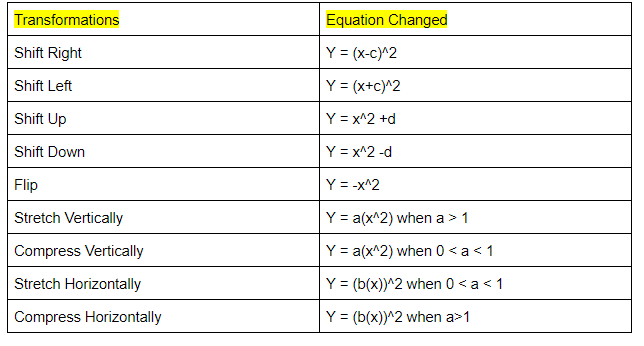 Transformations Equation Changed
Shift Right Y = (x-c)^2
Shift Left Y = (x+c)^2
Shift Up Y = x^2 +d
Shift Down Y = x^2 -d
Flip Y = -x^2
Stretch Vertically Y = a(x^2) when a > 1
Compress Vertically Y = a(x^2) when 0 < a < 1
Stretch Horizontally Y = (b(x))^2 when 0 < a < 1
Compress Horizontally Y = (b(x))^2 when a>1